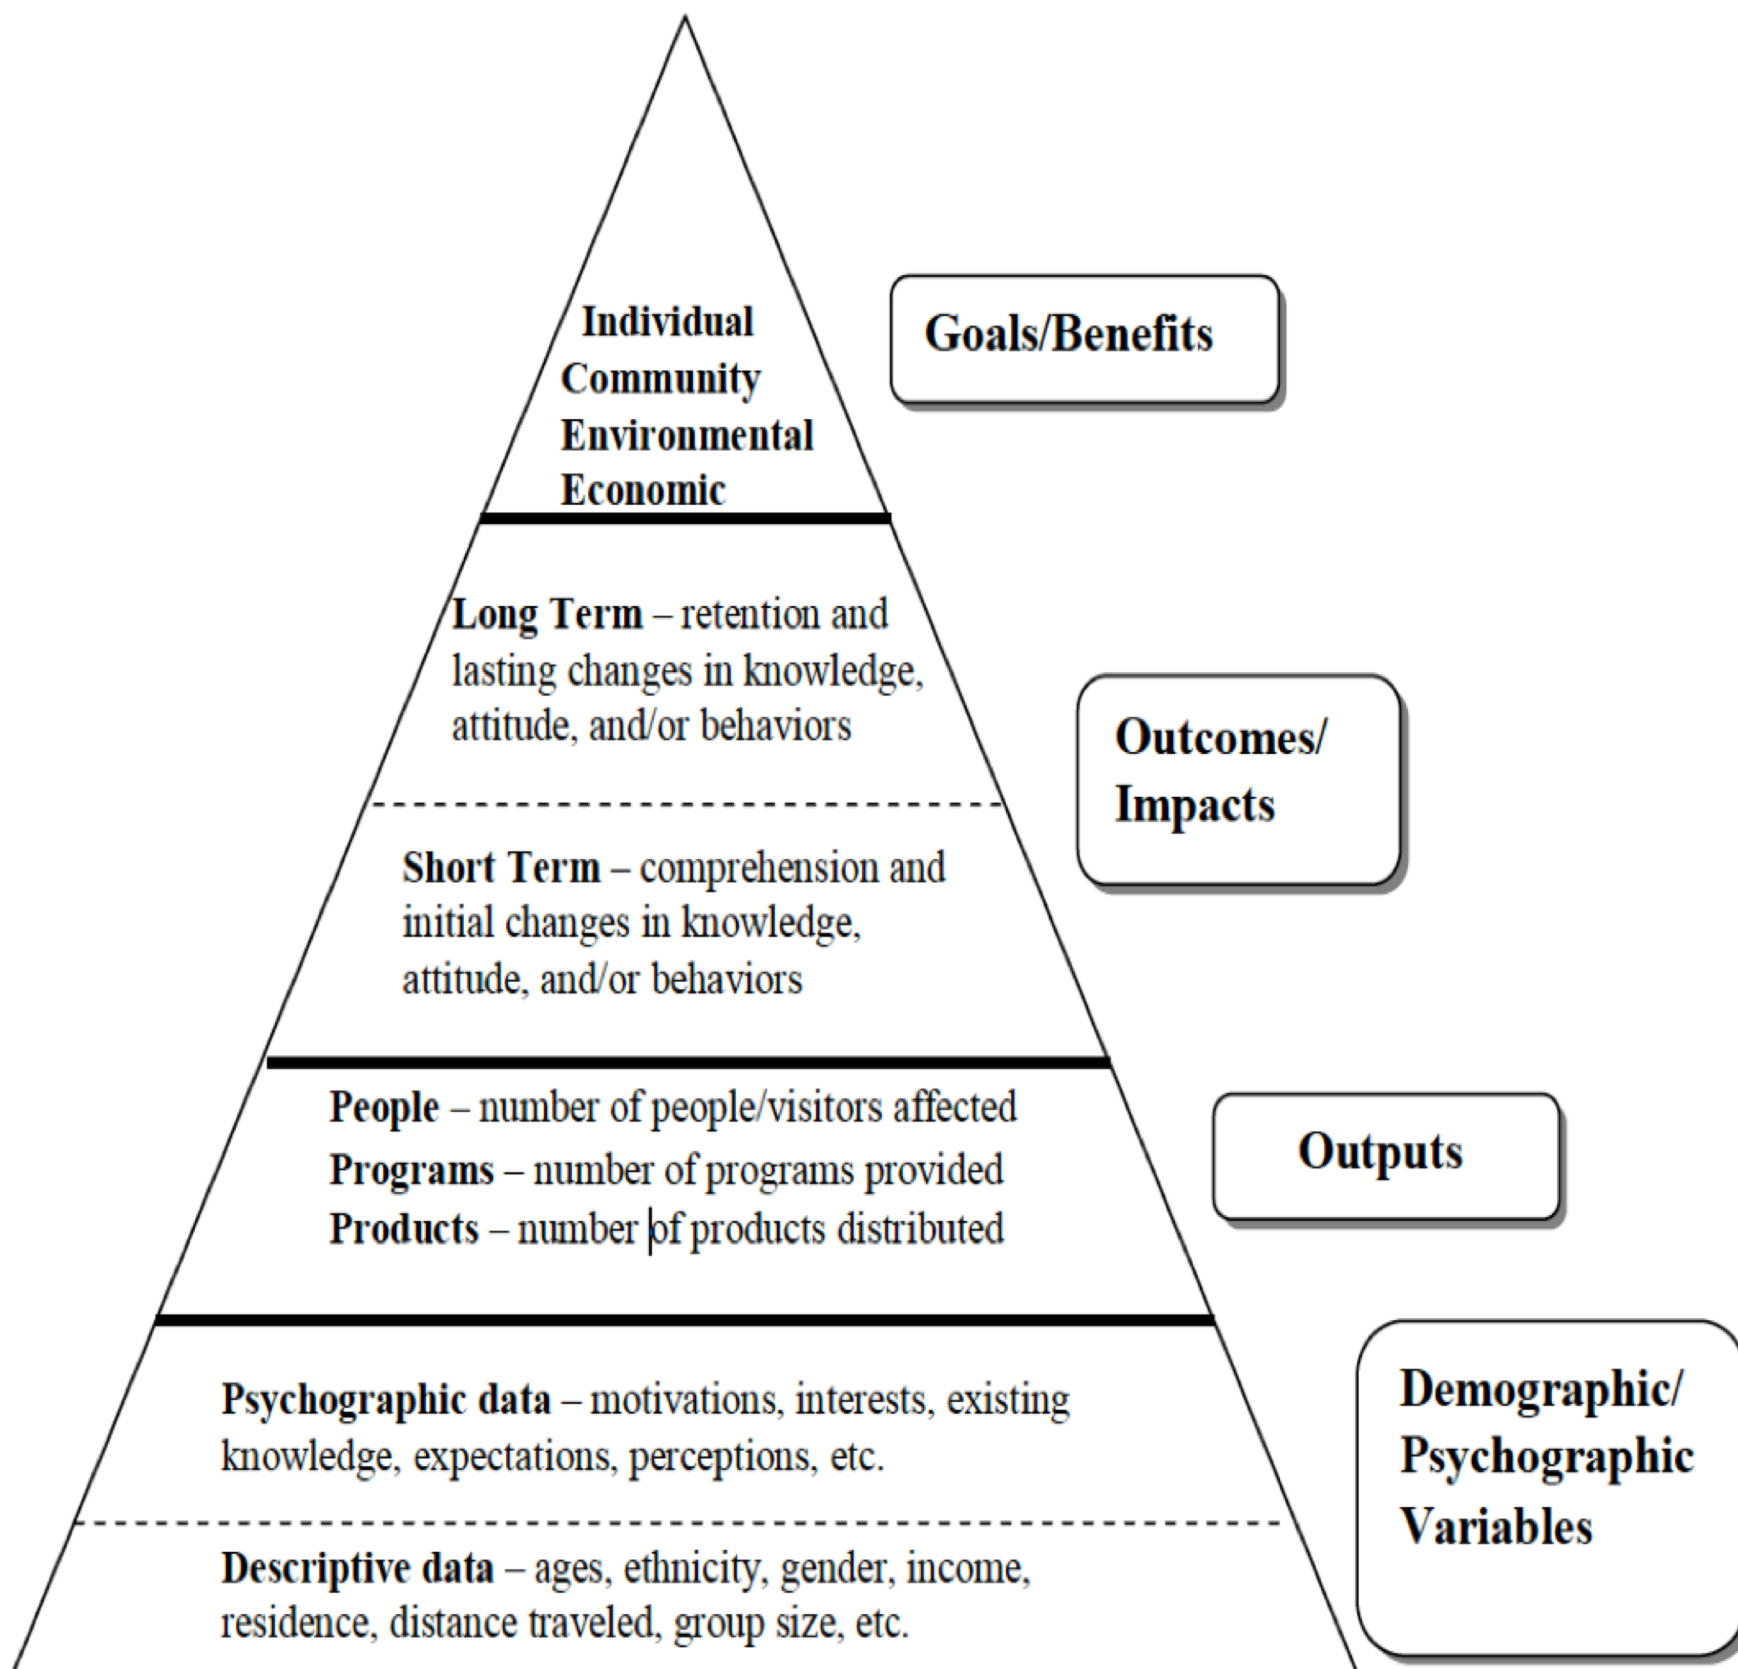 Individual
Community
Environmental
Economic
Goals/Benefits
Long Term – retention and
lasting changes in knowledge,
attitude, and/or behaviors
Short Term – comprehension and
initial changes in knowledge,
attitude, and/or behaviors
Outcomes/
Impacts
People – number of people/visitors affected
Programs – number of programs provided
Products – number of products distributed
Outputs
Psychographic data – motivations, interests, existing
knowledge, expectations, perceptions, etc.
Descriptive data – ages, ethnicity, gender, income,
residence, distance traveled, group size, etc.
Demographic/
Psychographic
Variables